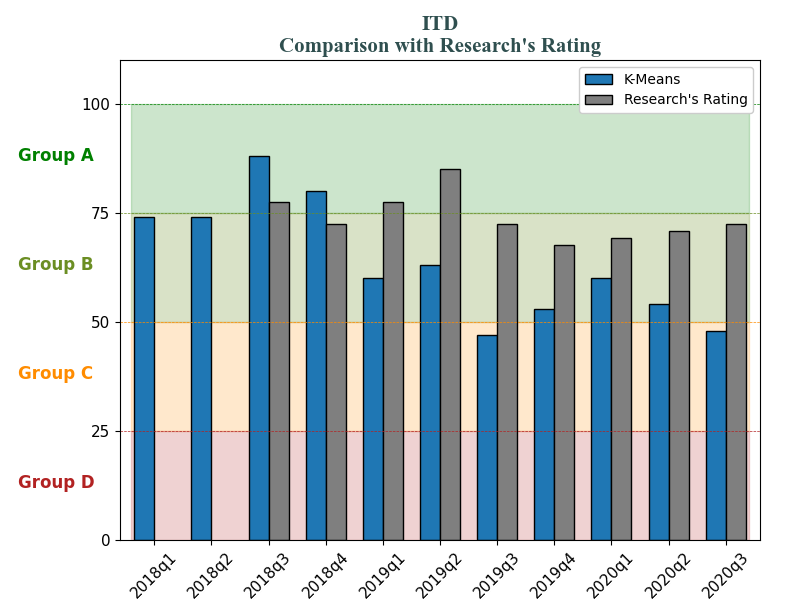 ITD
Comparison with Research's Rating
K-Means
Research's Rating
100
Group A
75
Group B
50
Group C
25
Group D
0
2018q1
2018q2
2018q3
2018q4
2019q1
2019q2
2019q3
2019q4
2020q1
2020q2
2020q3